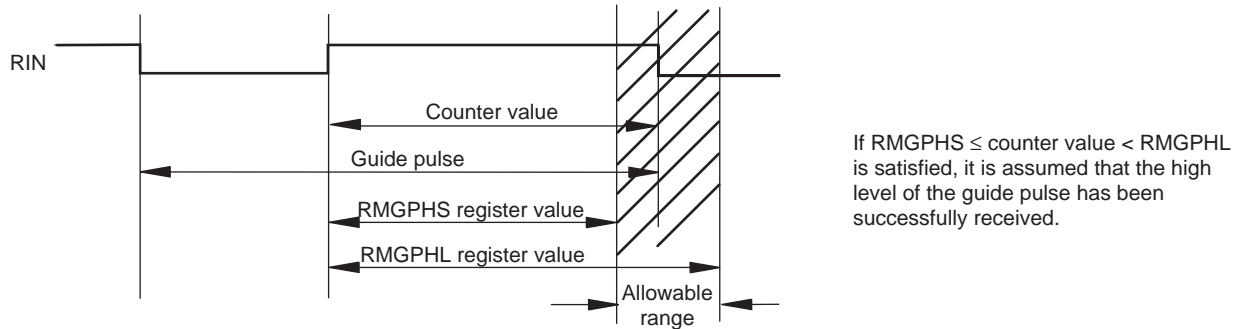 RIN
Counter value
Guide pulse
RMGPHS register value
RMGPHL register value
Allowable
range
If RMGPHS ≤ counter value < RMGPHL
is satisfied, it is assumed that the high
level of the guide pulse has been
successfully received.